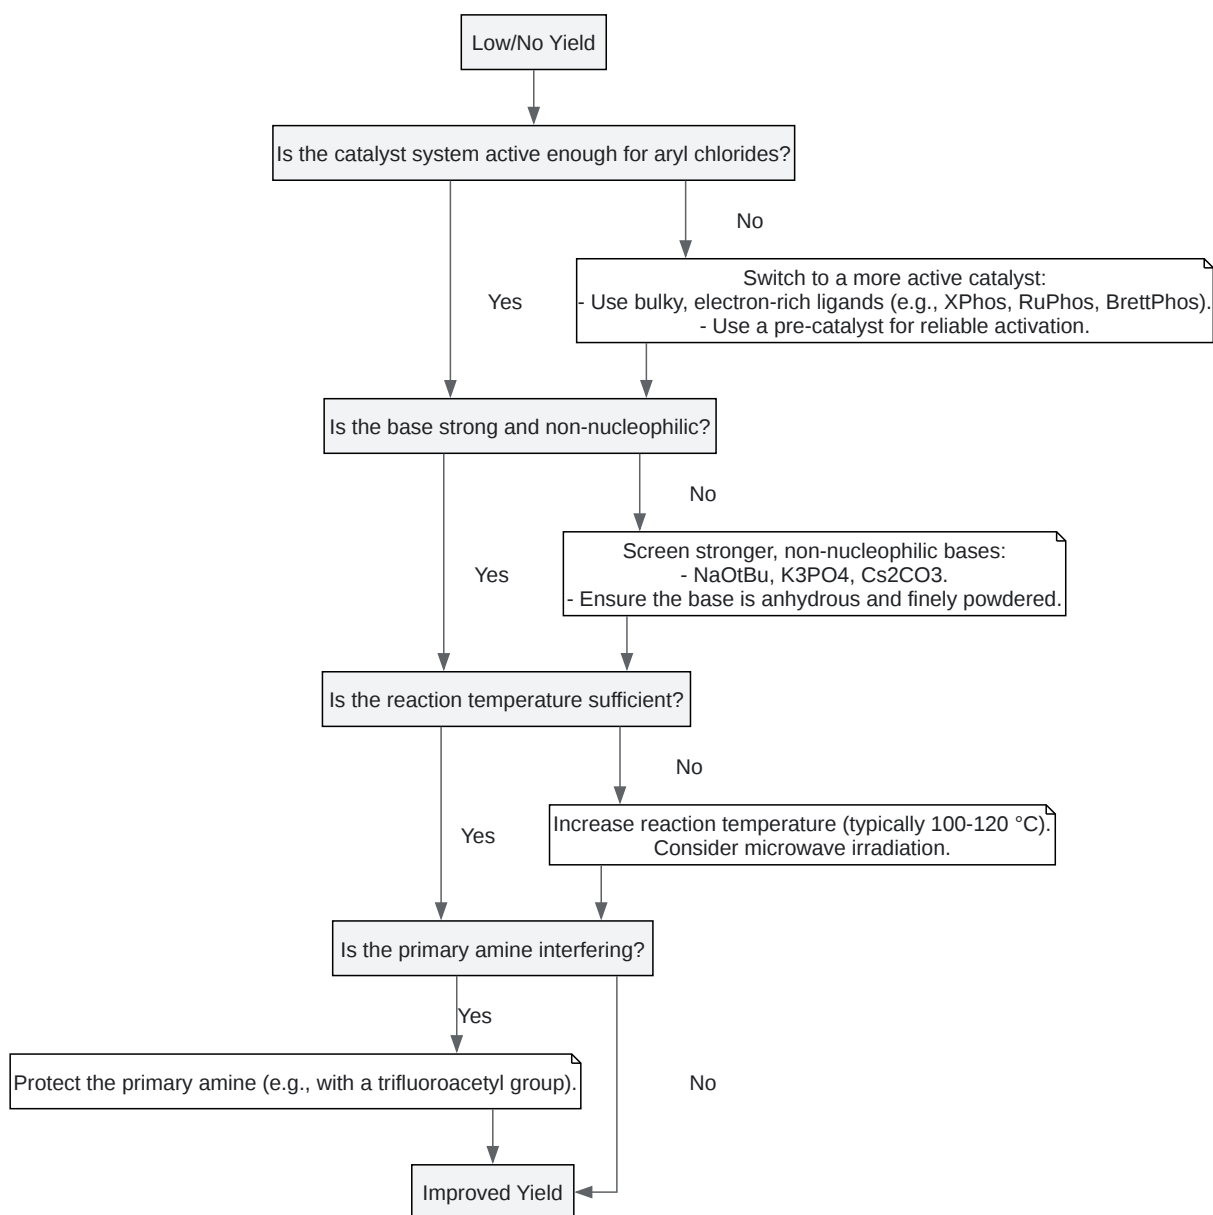 Low/No Yield
Is the catalyst system active enough for aryl chlorides?
No
Switch to a more active catalyst:
- Use bulky, electron-rich ligands (e.g., XPhos, RuPhos, BrettPhos).
- Use a pre-catalyst for reliable activation.
Yes
Is the base strong and non-nucleophilic?
No
Screen stronger, non-nucleophilic bases:
- NaOtBu, K3PO4, Cs2CO3.
- Ensure the base is anhydrous and finely powdered.
Yes
Is the reaction temperature sufficient?
No
Increase reaction temperature (typically 100-120 °C).
Consider microwave irradiation.
Yes
Is the primary amine interfering?
Yes
Protect the primary amine (e.g., with a trifluoroacetyl group).
No
Improved Yield